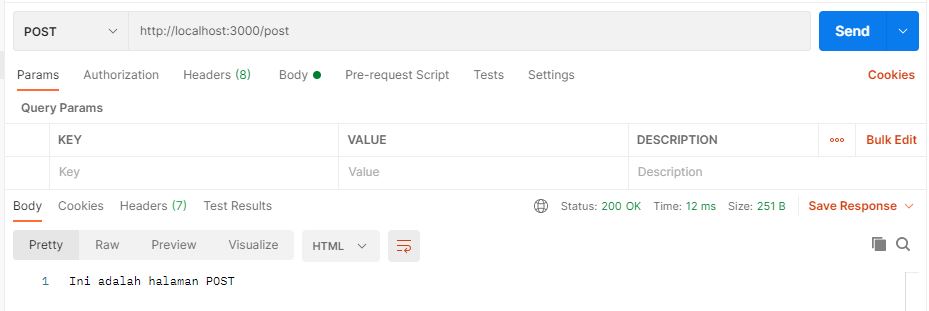 POST http://localhost:3000/post Send
Params Authorization Headers (8) Body Pre-request Script Tests Settings Cookies
Query Params
KEY VALUE DESCRIPTION Bulk Edit
Key Value Description
Body Cookies Headers (7) Test Results Status: 200 OK Time: 12 ms Size: 251 B Save Response
Pretty Raw Preview Visualize HTML
1 Ini adalah halaman POST